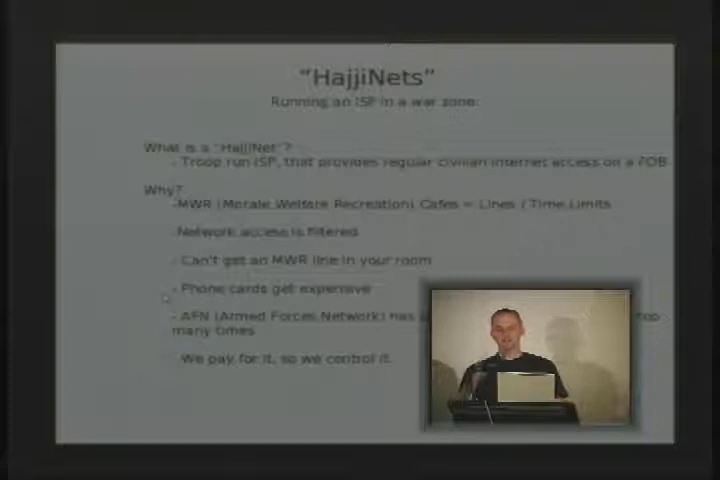 "HajjiNets"
Running an ISP in a war zone.
What is a "HajjiNet"?
- Troop run ISP, that provides regular civilian internet access on a FOB
Why?
-MWR (Morale Welfare Recreation) Cafes = Lines / Time Limits
-Network access is filtered
- Can't get an MWR line in your room
- Phone cards get expensive
- AFN (Armed Forces Network) has too
many times
We pay for it, so we control it.